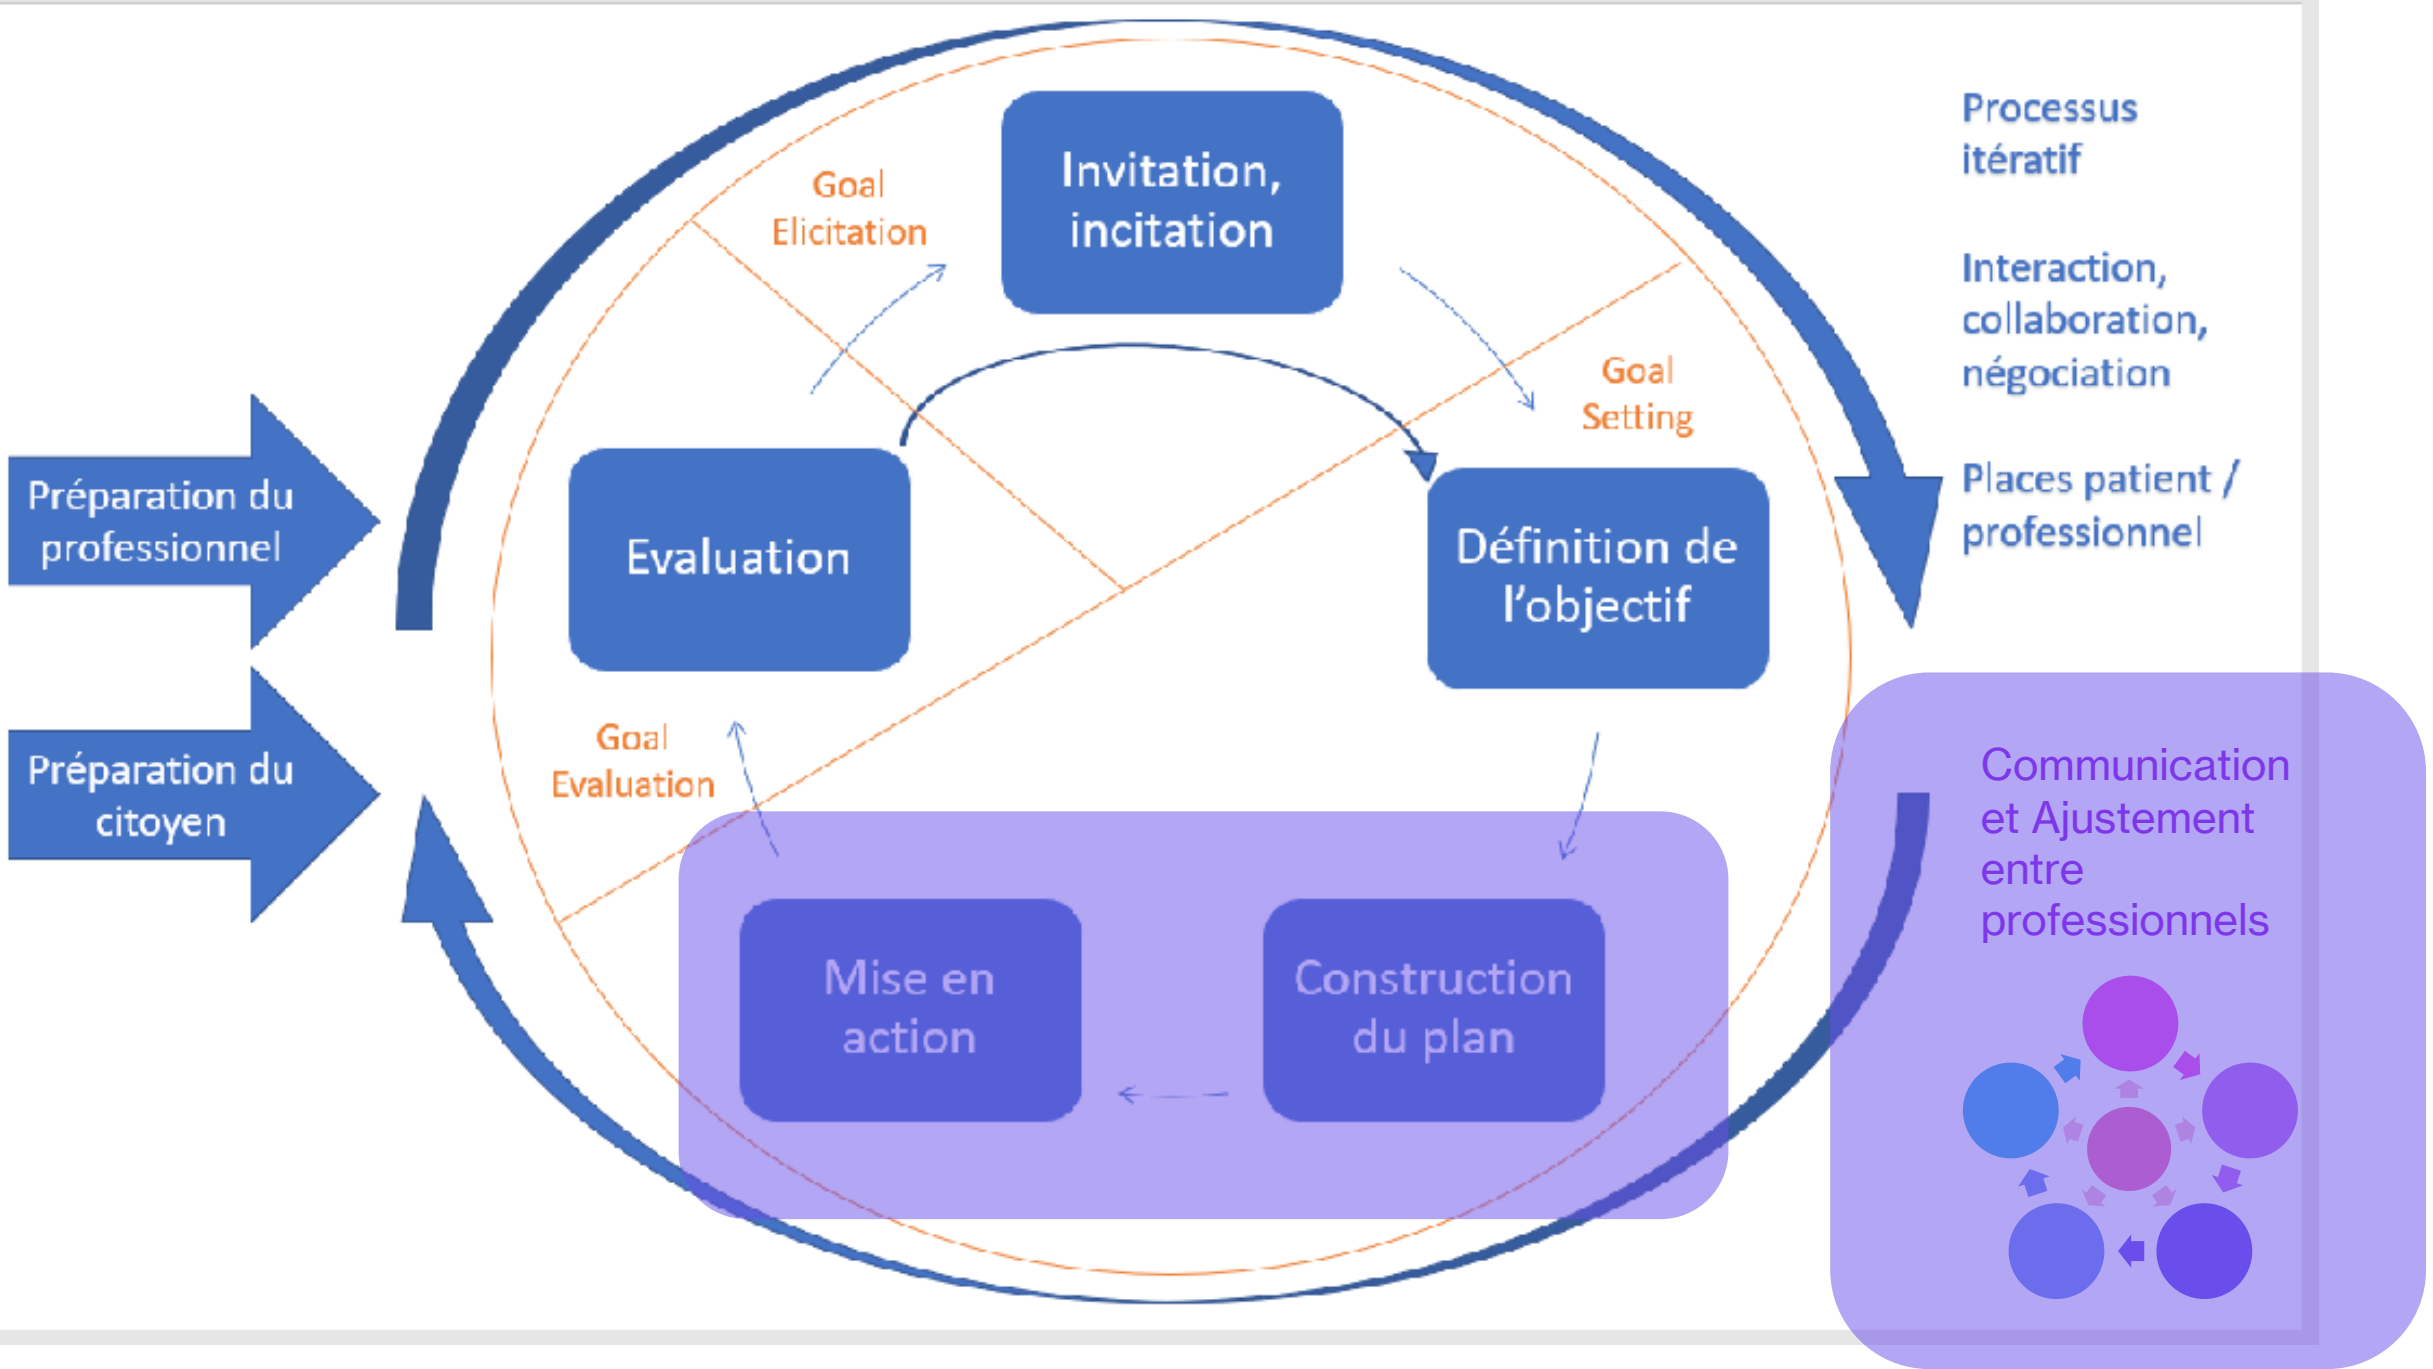 Préparation du
professionnel
Préparation du
citoyen
Goal
Elicitation
Invitation,
incitation
Goal
Setting
Evaluation
Définition de
l'objectif
Goal
Evaluation
Mise en
action
Construction
du plan
Processus
itératif
Interaction,
collaboration,
négociation
Places patient /
professionnel
Communication
et Ajustement
entre
professionnels